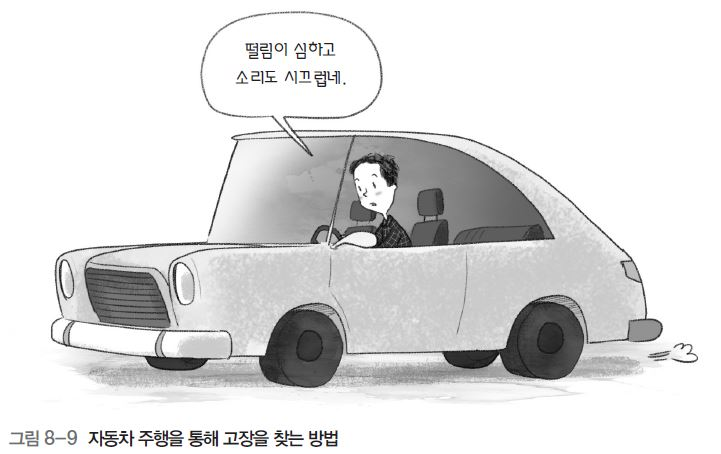 떨림이 심하고
소리도 시끄럽네.
그림 8-9 자동차 주행을 통해 고장을 찾는 방법